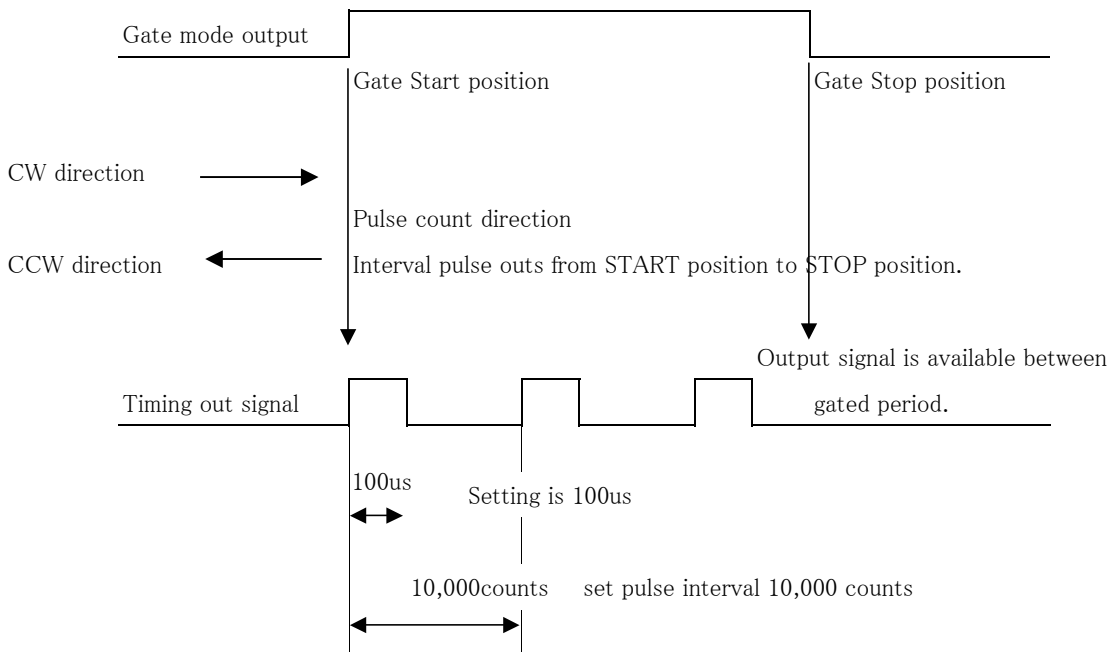 Gate mode output
Gate Start position
Gate Stop position
CW direction
Pulse count direction
CCW direction
Interval pulse outs from START position to STOP position.
Output signal is available between
Timing out signal
gated period.
100us
Setting is 100us
10,000counts
set pulse interval 10,000 counts